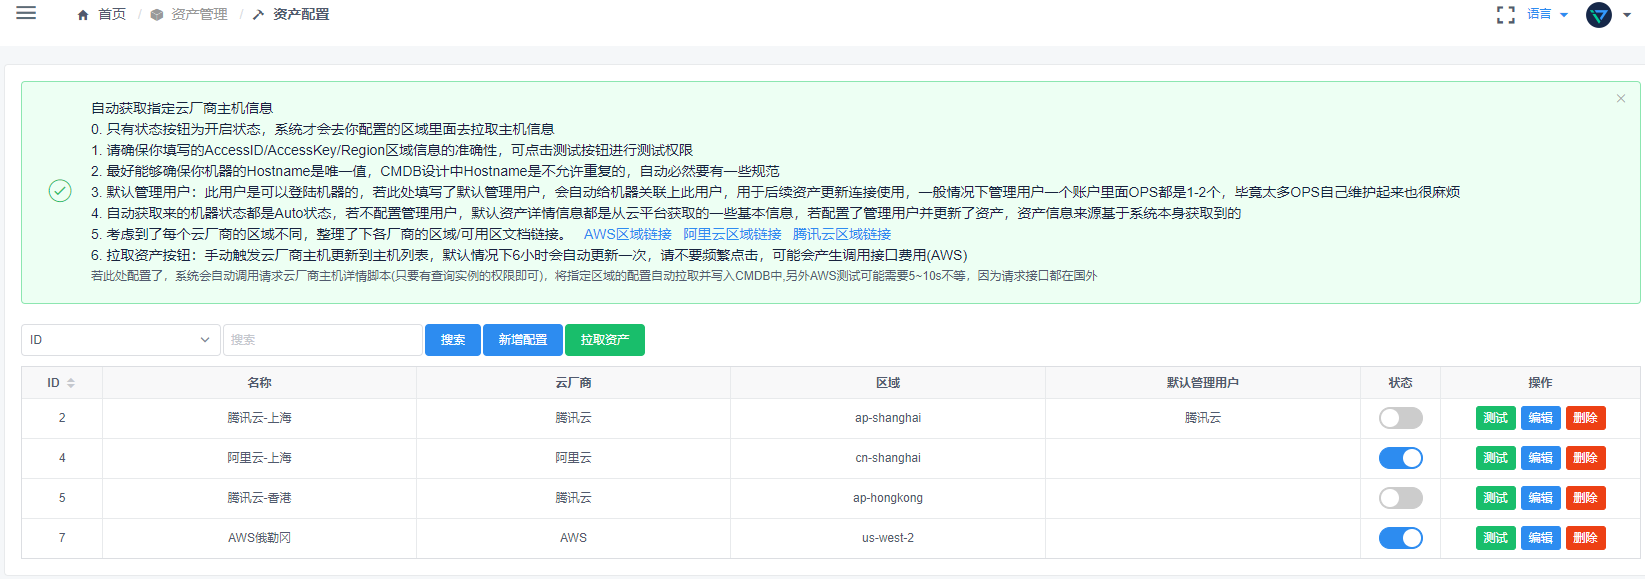 首页 / 资产管理 / 资产配置 语言
自动获取指定云厂商主机信息
0. 只有状态按钮为开启状态，系统才会去你配置的区域里面去拉取主机信息
1. 请确保你填写的AccessID/AccessKey/Region区域信息的准确性，可点击测试按钮进行测试权限
2. 最好能够确保你机器的Hostname是唯一值，CMDB设计中Hostname是不允许重复的，自动必然要有一些规范
3. 默认管理用户：此用户是可以登陆机器的，若此处填写了默认管理用户，会自动给机器关联上此用户，用于后续资产更新连接使用，一般情况下管理用户一个账户里面OPS都是1-2个，毕竟太多OPS自己维护起来也很麻烦
4. 自动获取来的机器状态都是Auto状态，若不配置管理用户，默认资产详情信息都是从云平台获取的一些基本信息，若配置了管理用户并更新了资产，资产信息来源基于系统本身获取到的
5. 考虑到了每个云厂商的区域不同，整理了下各厂商的区域/可用区文档链接。 AWS区域链接 阿里云区域链接 腾讯云区域链接
6. 拉取资产按钮：手动触发云厂商主机更新到主机列表，默认情况下6小时会自动更新一次，请不要频繁点击，可能会产生调用接口费用(AWS)
若此处配置了，系统会自动调用请求云厂商主机详情脚本(只要有查询实例的权限即可)，将指定区域的配置自动拉取并写入CMDB中,另外AWS测试可能需要5~10s不等，因为请求接口都在国外
ID 搜索 搜索 新增配置 拉取资产
ID 名称 云厂商 区域 默认管理用户 状态 操作
2 腾讯云-上海 腾讯云 ap-shanghai 腾讯云 测试 编辑 删除
4 阿里云-上海 阿里云 cn-shanghai 测试 编辑 删除
5 腾讯云-香港 腾讯云 ap-hongkong 测试 编辑 删除
7 AWS俄勒冈 AWS us-west-2 测试 编辑 删除